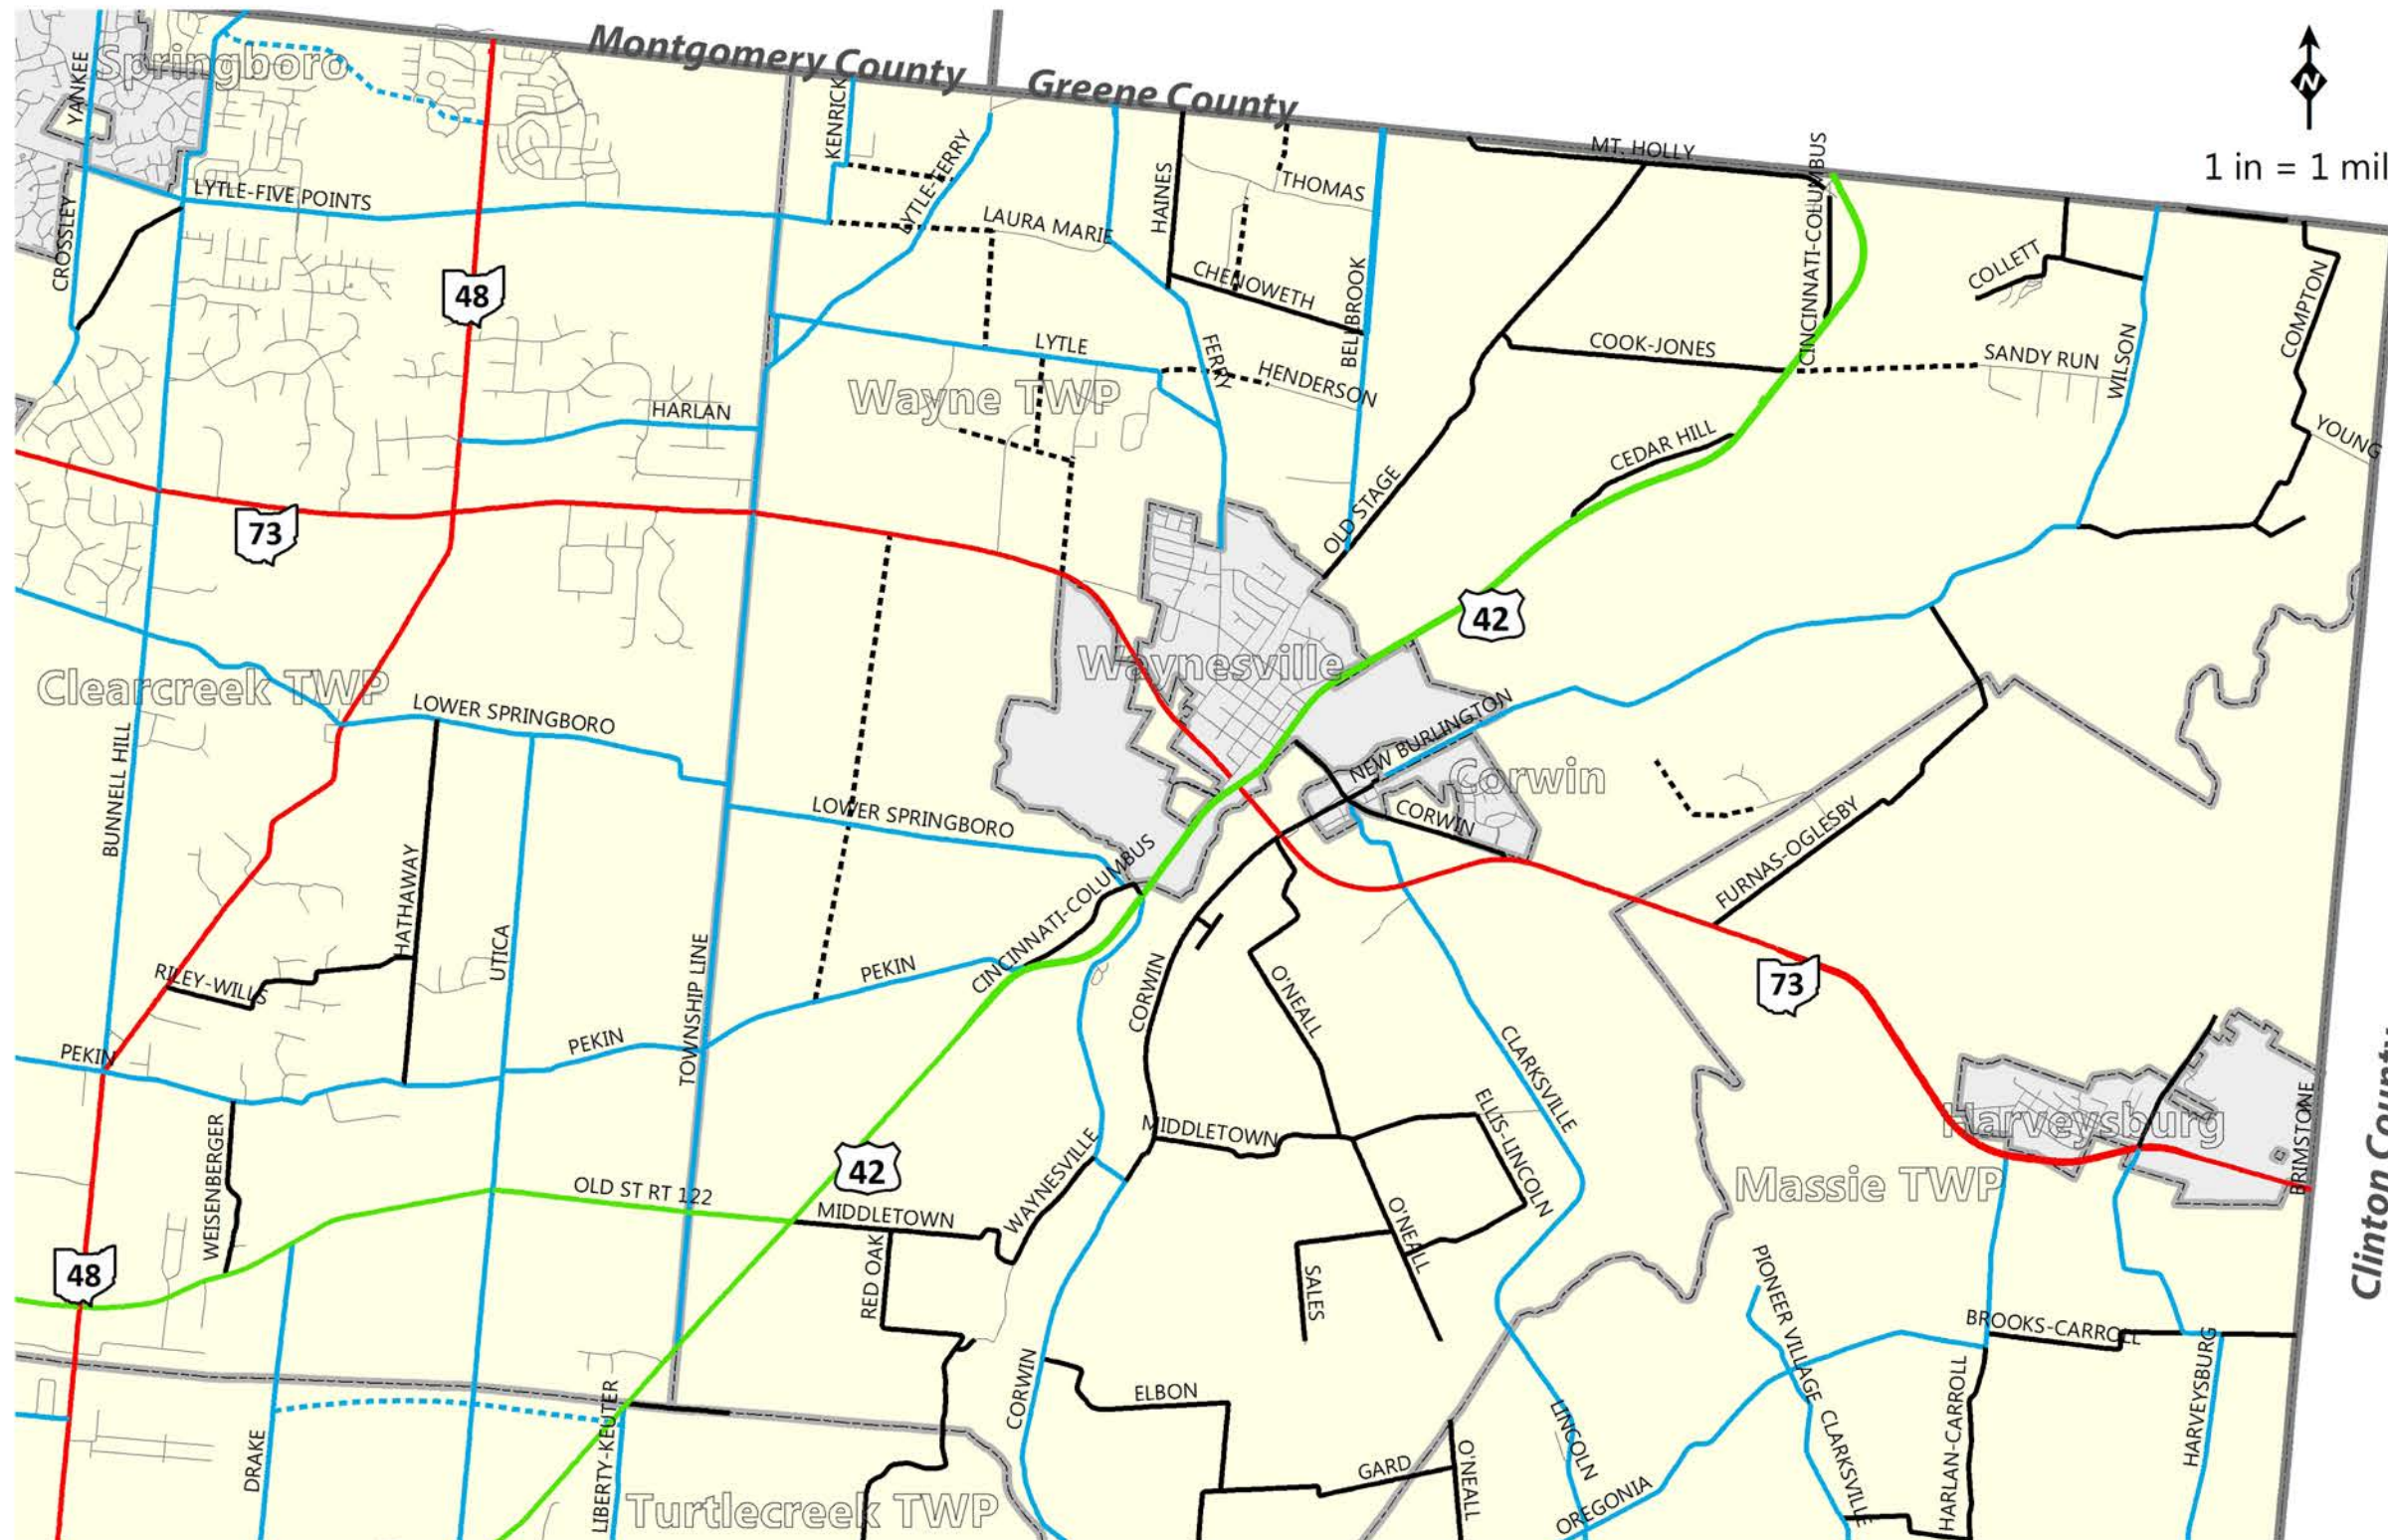 Montgomery County
Greene County
N
1 in = 1 mil
Springboro
YANKEE
KENRICK
LYTLE-FERRY
HAINES
THOMAS
MT. HOLLY
CINCINNATI-COLUMBUS
LYTLE-FIVE POINTS
LAURA MARIE
CROSSLEY
48
CHENOWETH
BELLBROOK
COLLETT
COMPTON
LYTLE
FERRY
HENDERSON
COOK-JONES
SANDY RUN
WILSON
Wayne TWP
HARLAN
CEDAR HILL
YOUNG
73
OLD STAGE
42
Clearcreek TWP
Waynesville
LOWER SPRINGBORO
NEW BURLINGTON
Corwin
BUNNELL HILL
LOWER SPRINGBORO
CORWIN
HATHAWAY
CINCINNATI-COLUMBUS
FURNAS-OGLESBY
RILEY-WILLS
UTICA
TOWNSHIP LINE
PEKIN
CORWIN
O'NEALL
73
PEKIN
PEKIN
CLARKSVILLE
Clinton County
WEISENBERGER
42
WAYNESVILLE
MIDDLETOWN
ELLIS-LINCOLN
Harveysburg
BRIMSTONE
Massie TWP
OLD ST RT 122
MIDDLETOWN
O'NEALL
48
RED OAK
SALES
PIONEER VILLAGE
BROOKS-CARROLL
LIBERTY-KEUTER
CORWIN
ELBON
HARLAN-CARROLL
HARVEYSBURG
DRAKE
GARD
O'NEALL
LINCOLN
CLARKSVILLE
OREGONIA
Turtlecreek TWP